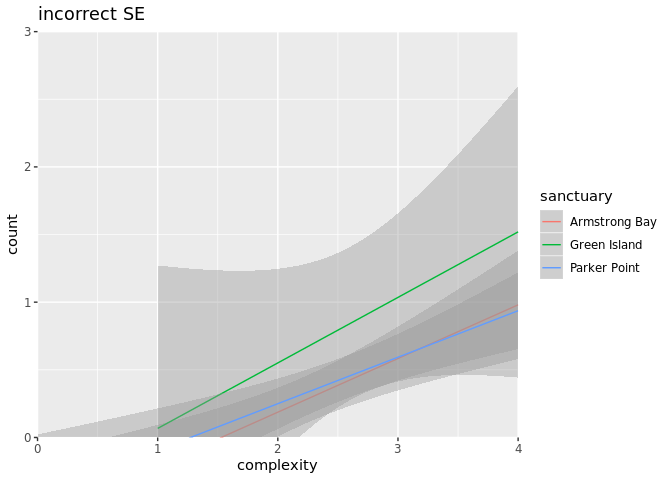 incorrect SE
3
2
1
0
count
0 1 2 3 4
complexity
sanctuary
Armstrong Bay
Green Island
Parker Point